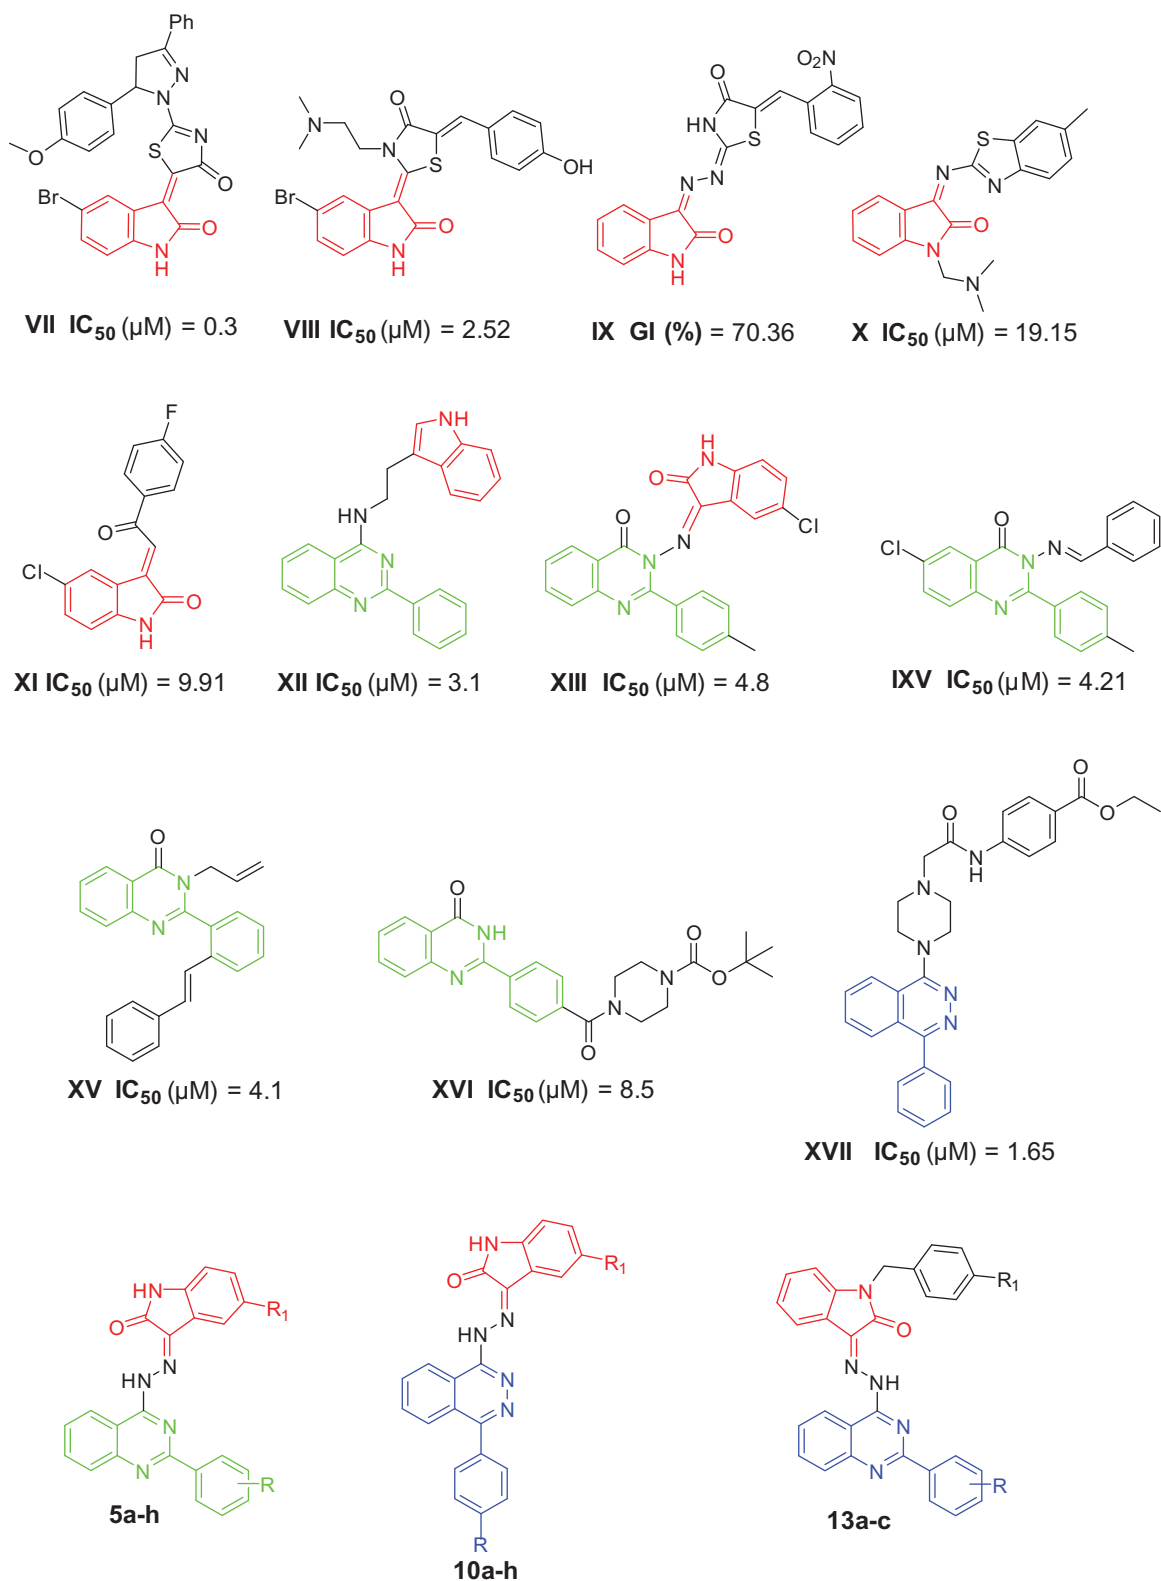 Ph
N
N
O
S
N
O
Br
O
N
H
VII IC50 (µM) = 0.3
O
N
N
S
OH
Br
O
N
H
VIII IC50 (µM) = 2.52
O2N
O
HN
S
N
N
O
N
H
IX GI (%) = 70.36
S
N
N
O
N
N
X IC50 (µM) = 19.15
F
O
Cl
O
N
H
XI IC50 (µM) = 9.91
NH
HN
N
N
XII IC50 (µM) = 3.1
H
N
O
Cl
O
N
N
N
XIII IC50 (µM) = 4.8
O
Cl
N
N
N
IXV IC50 (µM) = 4.21
O
N
N
XV IC50 (µM) = 4.1
O
NH
N
O
N
O
N
O
XVI IC50 (µM) = 8.5
O
O
O
N
H
N
N
N
N
XVII IC50 (µM) = 1.65
HN
R1
O
N
HN
N
N
R
5a-h
HN
R1
O
N
HN
N
N
R
10a-h
R1
N
O
N
NH
N
N
R
13a-c